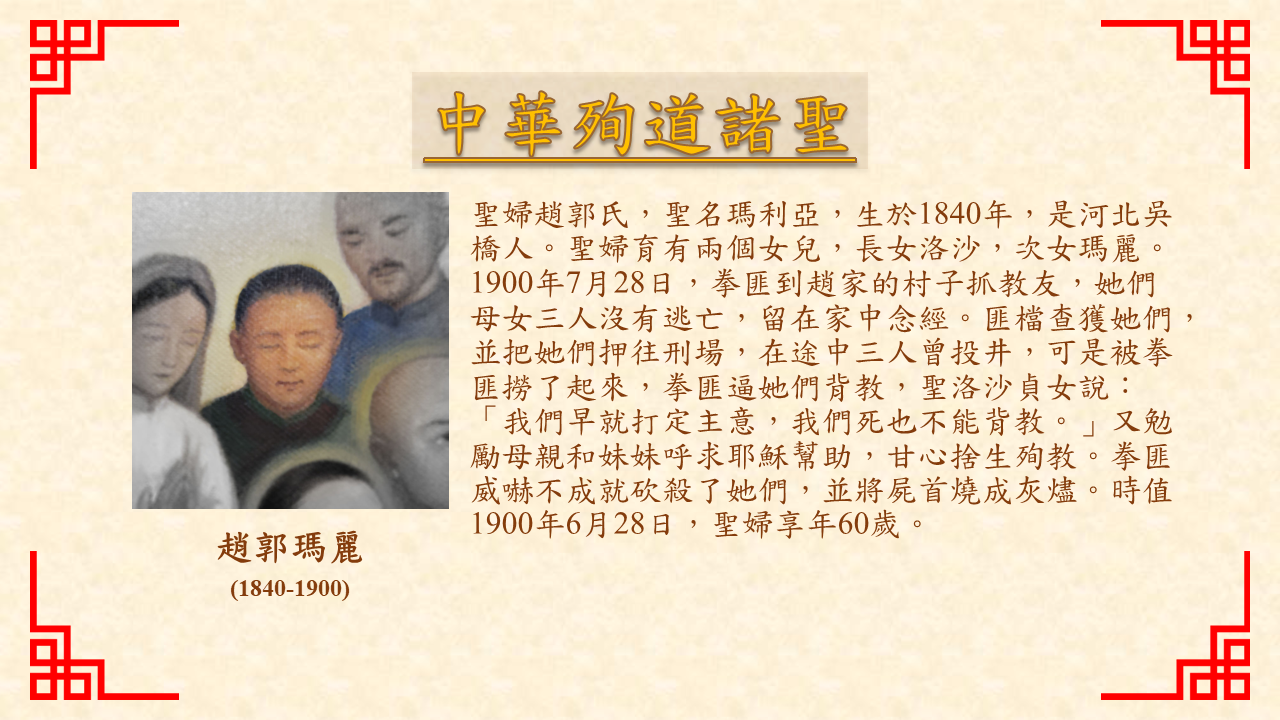 中華殉道諸聖
聖婦趙郭氏，聖名瑪利亞，生於1840年，是河北吳
橋人。聖婦育有兩個女兒，長女洛沙，次女瑪麗。
1900年7月28日，拳匪到趙家的村子抓教友，她們
母女三人沒有逃亡，留在家中念經。匪檔查獲她們，
並把她們押往刑場，在途中三人曾投井，可是被拳
匪撈了起來，拳匪逼她們背教，聖洛沙貞女說：
「我們早就打定主意，我們死也不能背教。」又勉
勵母親和妹妹呼求耶穌幫助，甘心捨生殉教。拳匪
威嚇不成就砍殺了她們，並將屍首燒成灰燼。時值
1900年6月28日，聖婦享年60歲。
趙郭瑪麗
(1840-1900)